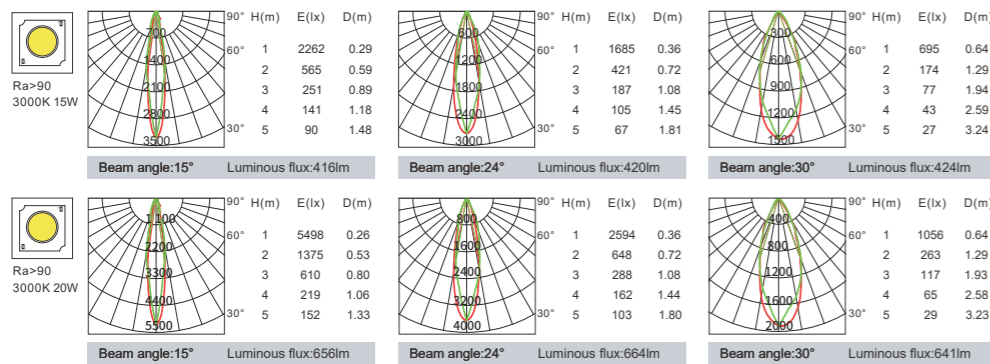 Ra>90
3000K 15W
700
1400
2100
2800
3500
90°
60°
30°
H(m) E(lx) D(m)
1 2262 0.29
2 565 0.59
3 251 0.89
4 141 1.18
5 90 1.48
Beam angle:15° Luminous flux:416lm
600
1200
1800
2400
3000
90°
60°
30°
H(m) E(lx) D(m)
1 1685 0.36
2 421 0.72
3 187 1.08
4 105 1.45
5 67 1.81
Beam angle:24° Luminous flux:420lm
300
600
900
1200
1500
90°
60°
30°
H(m) E(lx) D(m)
1 695 0.64
2 174 1.29
3 77 1.94
4 43 2.59
5 27 3.24
Beam angle:30° Luminous flux:424lm
Ra>90
3000K 20W
1100
2200
3300
4400
5500
90°
60°
30°
H(m) E(lx) D(m)
1 5498 0.26
2 1375 0.53
3 610 0.80
4 219 1.06
5 152 1.33
Beam angle:15° Luminous flux:656lm
800
1600
2400
3200
4000
90°
60°
30°
H(m) E(lx) D(m)
1 2594 0.36
2 648 0.72
3 288 1.08
4 162 1.44
5 103 1.80
Beam angle:24° Luminous flux:664lm
400
800
1200
1600
2000
90°
60°
30°
H(m) E(lx) D(m)
1 1056 0.64
2 263 1.29
3 117 1.93
4 65 2.58
5 29 3.23
Beam angle:30° Luminous flux:641lm